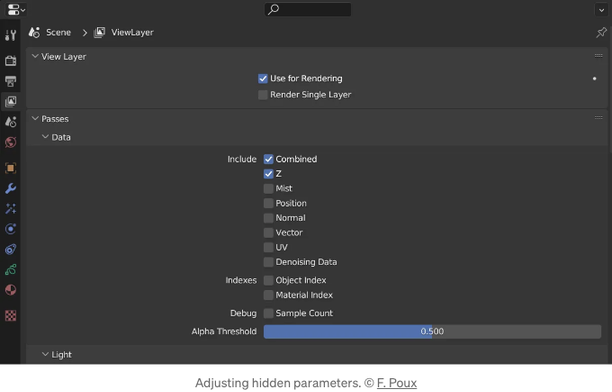 Scene > ViewLayer
View Layer
Use for Rendering
Render Single Layer
Passes
Data
Include Combined
Z
Mist
Position
Normal
Vector
UV
Denoising Data
Indexes Object Index
Material Index
Debug Sample Count
Alpha Threshold 0.500
Light
Adjusting hidden parameters. © F. Poux